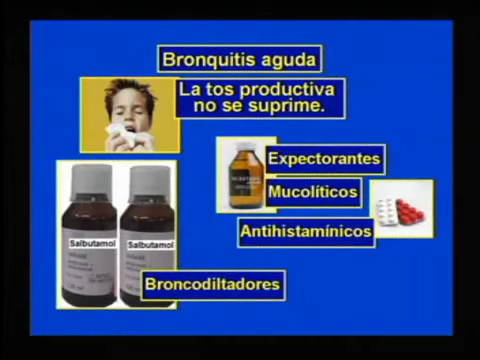 Bronquitis aguda
La tos productiva
no se suprime.
Expectorantes
Mucolíticos
Antihistamínicos
Salbutamol
Salbutamol
Broncodiltadores